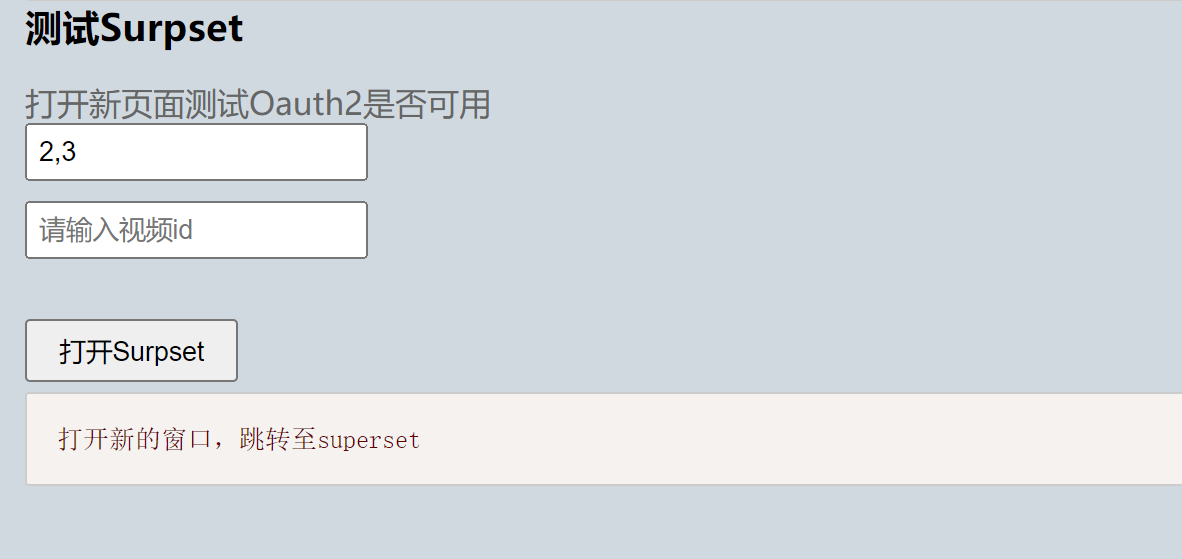 测试Surpset
打开新页面测试Oauth2是否可用
2,3
请输入视频id
打开Surpset
打开新的窗口，跳转至superset